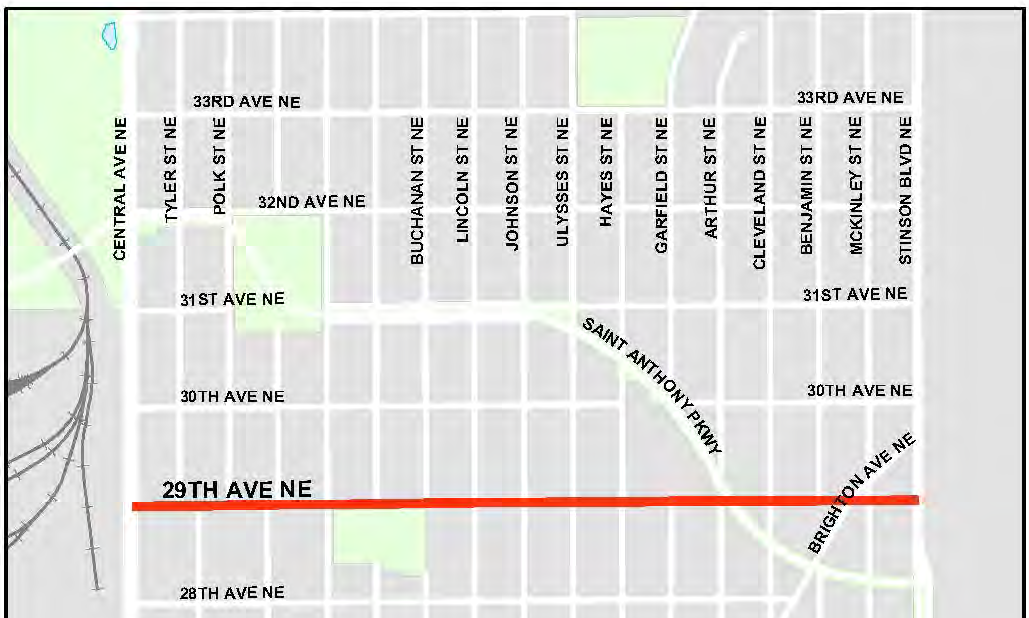 33RD AVE NE
33RD AVE NE
CENTRAL AVE NE
TYLER ST NE
POLK ST NE
BUCHANAN ST NE
LINCOLN ST NE
JOHNSON ST NE
ULYSSES ST NE
HAYES ST NE
GARFIELD ST NE
ARTHUR ST NE
CLEVELAND ST NE
BENJAMIN ST NE
MCKINLEY ST NE
STINSON BLVD NE
32ND AVE NE
31ST AVE NE
31ST AVE NE
SAINT ANTHONY PKWY
30TH AVE NE
30TH AVE NE
BRIGHTON AVE NE
29TH AVE NE
28TH AVE NE